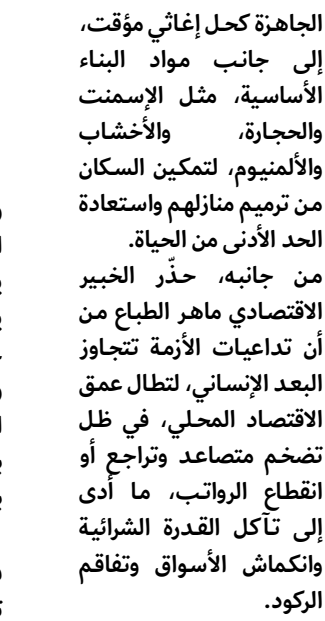 الجاهزة كحل إغاثي مؤقت،
إلى جانب مواد البناء
الأساسية، مثل الإسمنت
والحجارة، والأخشاب
والألمنيوم، لتمكين السكان
من ترميم منازلهم واستعادة
الحد الأدنى من الحياة.
من جانبه، حذّر الخبير
الاقتصادي ماهر الطباع من
أن تداعيات الأزمة تتجاوز
البعد الإنساني، لتطال عمق
الاقتصاد المحلي، في ظل
تضخم متصاعد وتراجع أو
انقطاع الرواتب، ما أدى
إلى تآكل القدرة الشرائية
وانكماش الأسواق وتفاقم
الركود.